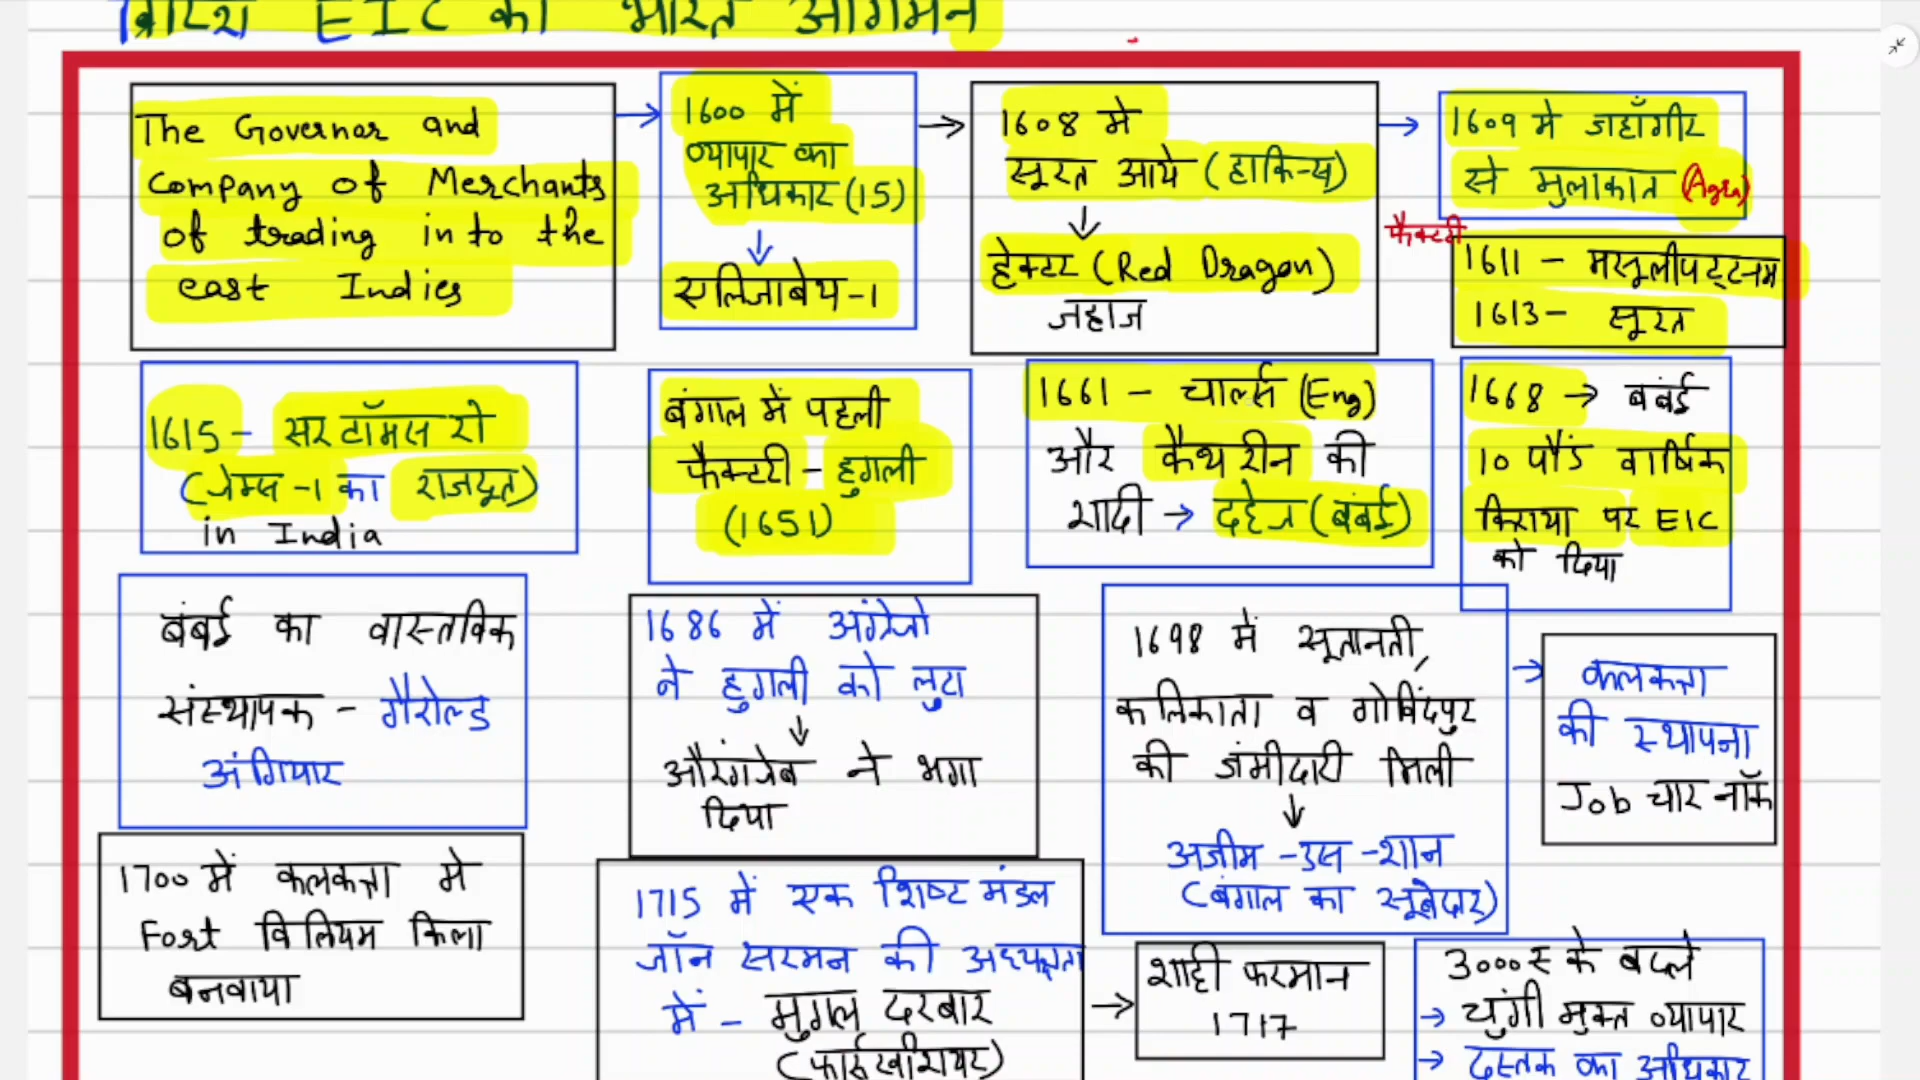 ब्रिटिश EIC का भारत आगमन
The Governor and
company of Merchants
of trading in to the
east Indies
1600 में
व्यापार का
अधिकार (15)
एलिजाबेथ-1
1608 में
सूरत आये (हाकिन्स)
हेक्टर (Red Dragon)
जहाज
1609 में जहाँगीर
से मुलाकात (Agra)
फैक्टरी
1611 - मसूलीपट्टनम
1613 - सूरत
1615 - सर टॉमस रो
(जेम्स -1 का राजदूत)
in India
बंगाल में पहली
फैक्टरी - हुगली
(1651)
1661 - चार्ल्स (Eng)
और कैथरीन की
शादी → दहेज (बंबई)
1668 → बंबई
10 पौंड वार्षिक
किराया पर EIC
को दिया
बंबई का वास्तविक
संस्थापक - गैरोल्ड
अंगियार
1686 में अंग्रेजो
ने हुगली को लुटा
औरंगजेब ने भगा
दिया
1698 में सूतानती,
कलिकाता व गोविंदपुर
की जंमीदारी मिली
अजीम -उस -शान
(बंगाल का सूबेदार)
कलकत्ता
की स्थापना
Job चारनॉक
1700 में कलकत्ता मे
Fort विलियम किला
बनवाया
1715 में एक शिष्ट मंडल
जॉन सरमन की अध्यक्षता
में - मुगल दरबार
(फार्रुखशियर)
शाही फरमान
1717
3000 रु के बदले
→ चुंगी मुक्त व्यापार
→ दस्तक का अधिकार